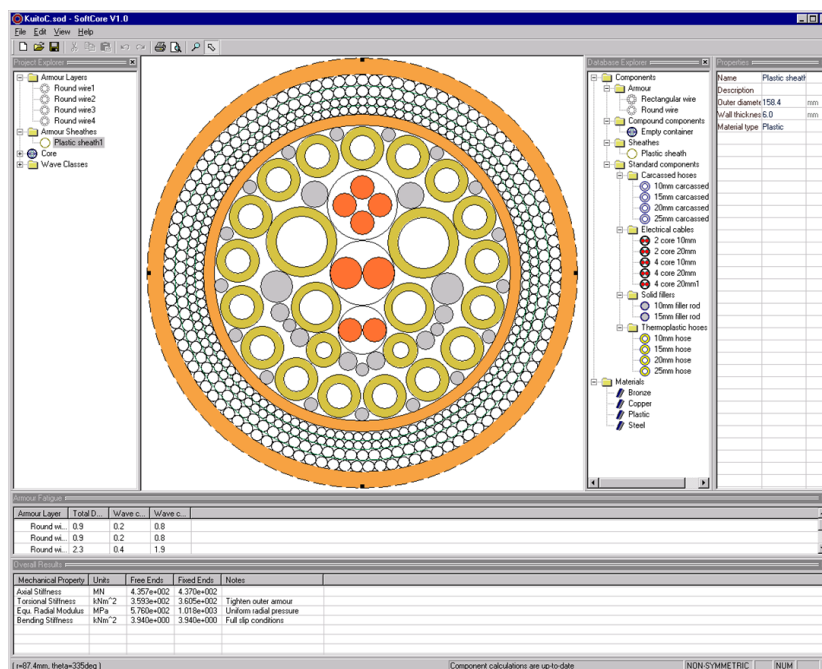 KuitoC.sod - SoftCore V1.0
File Edit View Help
Project Explorer
Armour Layers
Round wire1
Round wire2
Round wire3
Round wire4
Armour Sheathes
Plastic sheath1
Core
Wave Classes
Database Explorer
Components
Armour
Rectangular wire
Round wire
Compound components
Empty container
Sheathes
Plastic sheath
Standard components
Carcassed hoses
10mm carcassed
15mm carcassed
20mm carcassed
25mm carcassed
Electrical cables
2 core 10mm
2 core 20mm
4 core 10mm
4 core 20mm
4 core 20mm1
Solid fillers
10mm filler rod
15mm filler rod
Thermoplastic hoses
10mm hose
15mm hose
20mm hose
25mm hose
Materials
Bronze
Copper
Plastic
Steel
Properties
Name Plastic sheath
Description
Outer diamete 158.4 mm
Wall thicknes 6.0 mm
Material type Plastic
Armour Fatigue
Armour Layer Total D... Wave c... Wave c...
Round wi... 0.9 0.2 0.8
Round wi... 0.9 0.2 0.8
Round wi... 2.3 0.4 1.9
Overall Results
Mechanical Property Units Free Ends Fixed Ends Notes
Axial Stiffness MN 4.357e+002 4.370e+002
Torsional Stiffness kNm^2 3.593e+002 3.605e+002 Tighten outer armour
Equ. Radial Modulus MPa 5.760e+002 1.018e+003 Uniform radial pressure
Bending Stiffness kNm^2 3.940e+000 3.940e+000 Full slip conditions
[ r=87.4mm, theta=335deg ] Component calculations are up-to-date NON-SYMMETRIC NUM